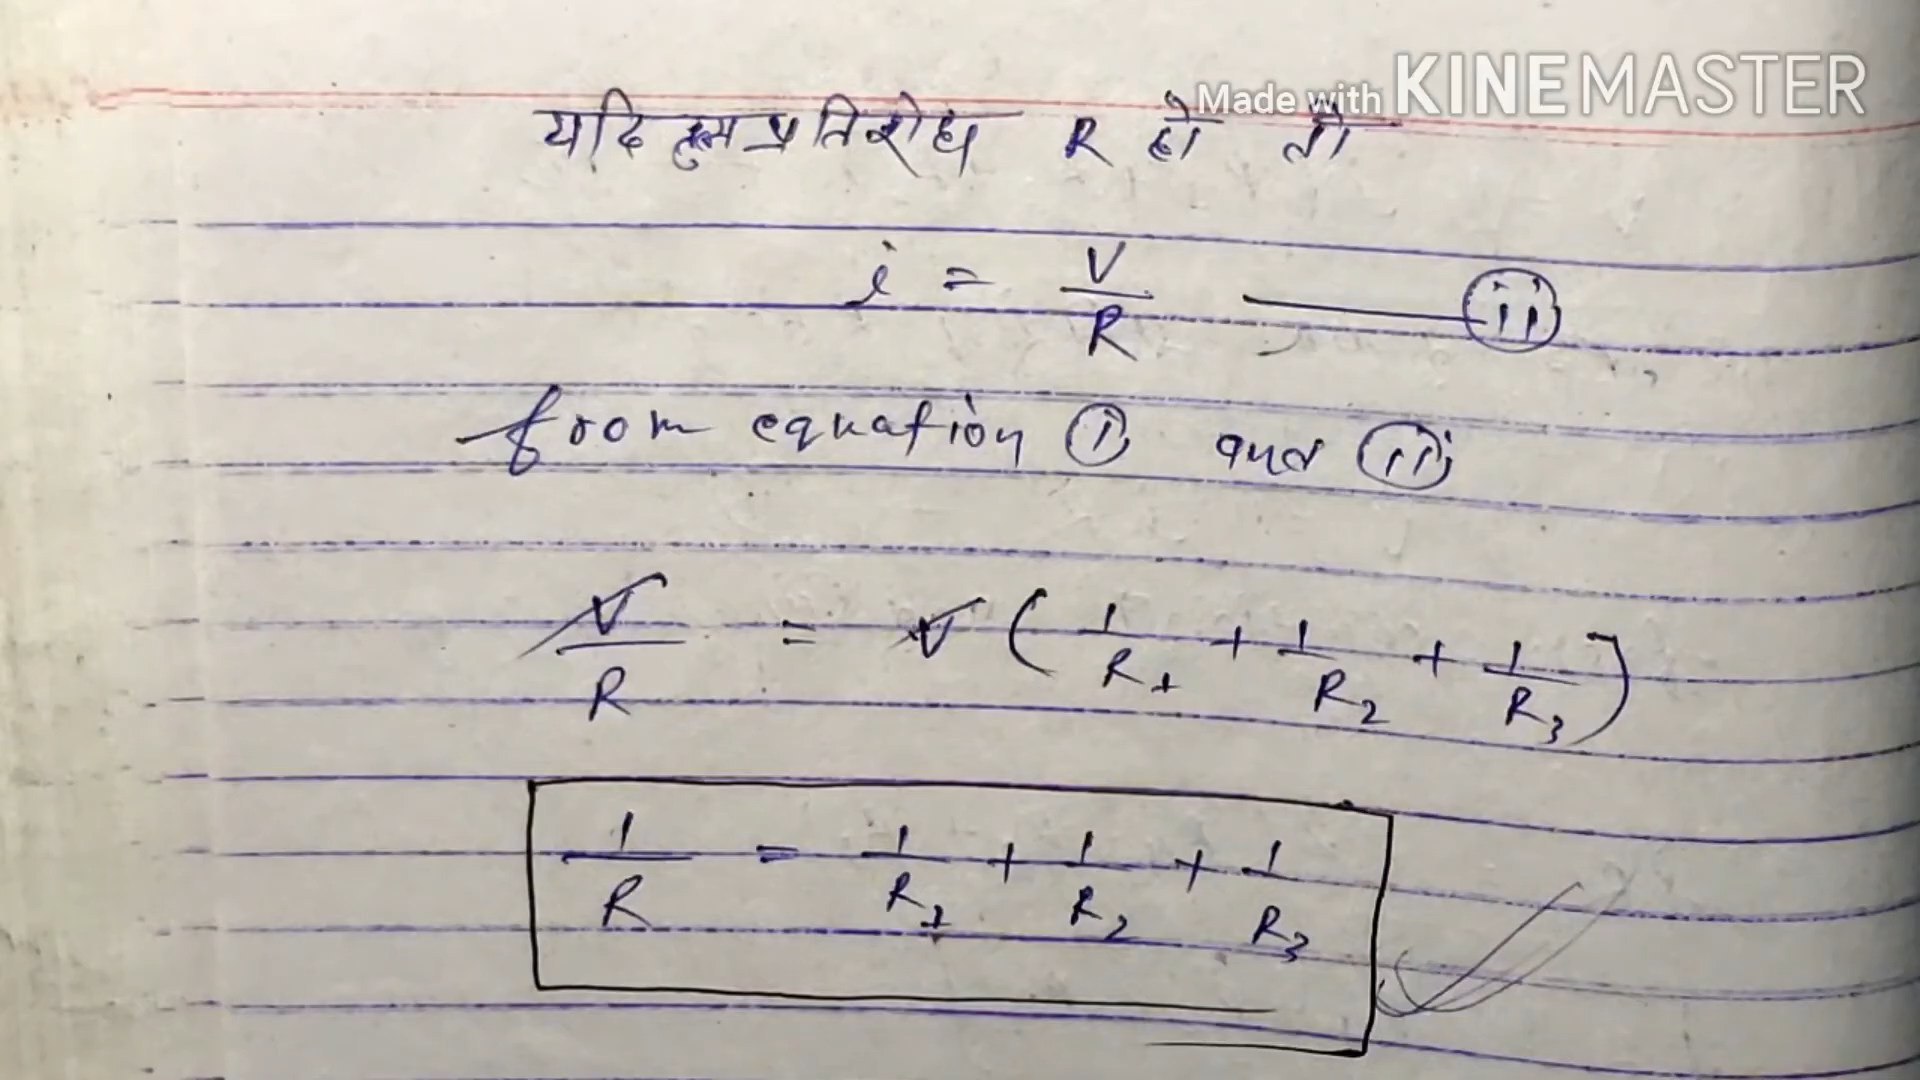 Made with KINEMASTER
यदि तुल्य प्रतिरोध R हो तो
i = V/R ——— (ii)
from equation (i) and (ii)
V/R = V (1/R1 + 1/R2 + 1/R3)
1/R = 1/R1 + 1/R2 + 1/R3